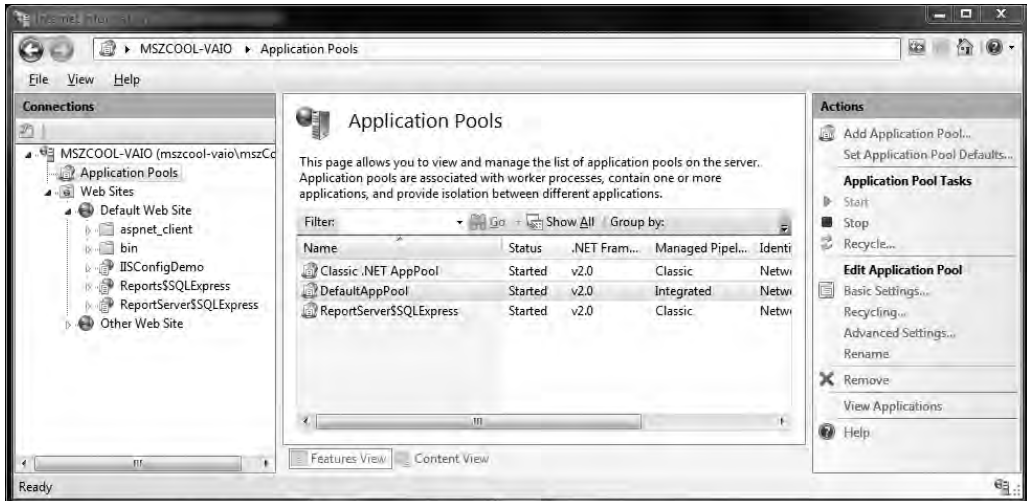 MSZCOOL-VAIO Application Pools
File View Help
Connections
MSZCOOL-VAIO (mszcool-vaio\mszCo
Application Pools
Web Sites
Default Web Site
aspnet_client
bin
IISConfigDemo
Reports$SQLExpress
ReportServer$SQLExpress
Other Web Site
Application Pools
This page allows you to view and manage the list of application pools on the server.
Application pools are associated with worker processes, contain one or more
applications, and provide isolation between different applications.
Filter: Go Show All Group by:
Name Status .NET Fram... Managed Pipel... Identi
Classic .NET AppPool Started v2.0 Classic Netwo
DefaultAppPool Started v2.0 Integrated Netwo
ReportServer$SQLExpress Started v2.0 Classic Netwo
Features View Content View
Actions
Add Application Pool...
Set Application Pool Defaults...
Application Pool Tasks
Start
Stop
Recycle...
Edit Application Pool
Basic Settings...
Recycling...
Advanced Settings...
Rename
Remove
View Applications
Help
Ready